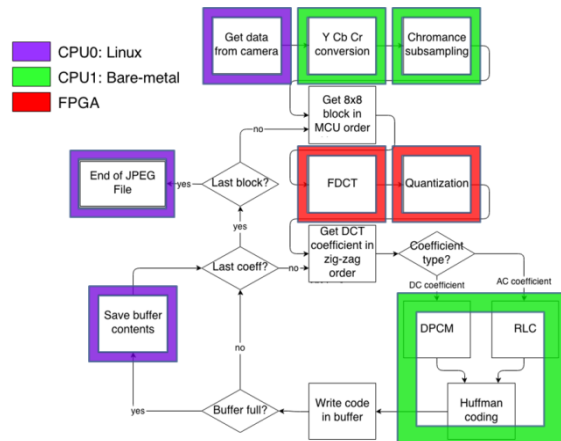 CPU0: Linux
CPU1: Bare-metal
FPGA
Get data
from camera
Y Cb Cr
conversion
Chromance
subsampling
Get 8x8
block in
MCU order
no
End of JPEG
File
yes
Last block?
FDCT
Quantization
yes
Get DCT
coefficient in
zig-zag
order
Coefficient
type?
Last coeff?
no
DC coefficient
AC coefficient
Save buffer
contents
DPCM
RLC
no
Huffman
coding
Write code
in buffer
Buffer full?
yes